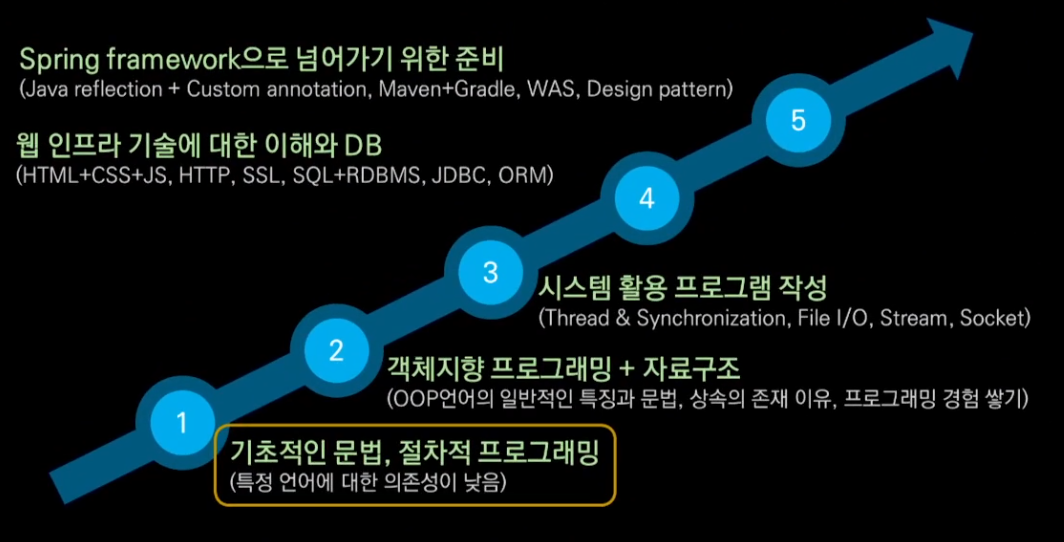 Spring framework으로 넘어가기 위한 준비
(Java reflection + Custom annotation, Maven+Gradle, WAS, Design pattern)
5
웹 인프라 기술에 대한 이해와 DB
(HTML+CSS+JS, HTTP, SSL, SQL+RDBMS, JDBC, ORM)
4
3
시스템 활용 프로그램 작성
(Thread & Synchronization, File I/O, Stream, Socket)
2
객체지향 프로그래밍 + 자료구조
(OOP언어의 일반적인 특징과 문법, 상속의 존재 이유, 프로그래밍 경험 쌓기)
1
기초적인 문법, 절차적 프로그래밍
(특정 언어에 대한 의존성이 낮음)